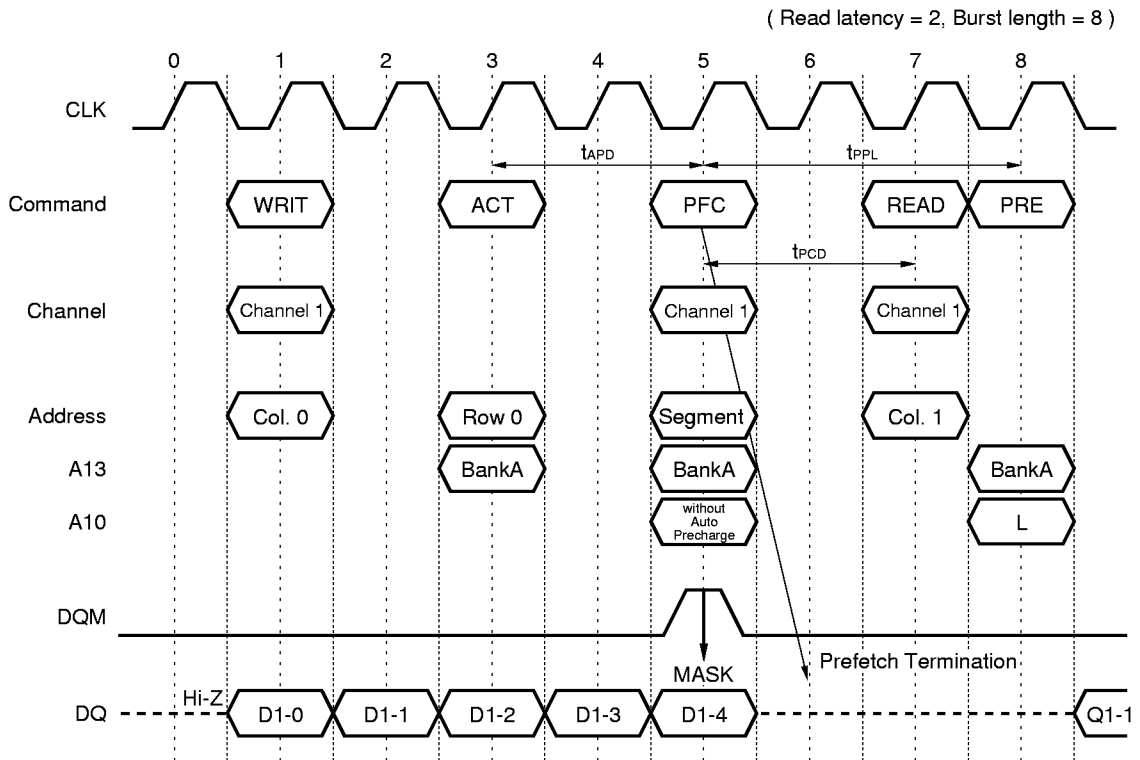 ( Read latency = 2, Burst length = 8 )
0 1 2 3 4 5 6 7 8
CLK
tAPD tPPL
Command WRIT ACT PFC READ PRE
tPCD
Channel Channel 1 Channel 1 Channel 1
Address Col. 0 Row 0 Segment Col. 1
A13 BankA BankA BankA
A10 without Auto Precharge L
DQM
MASK Prefetch Termination
Hi-Z
DQ D1-0 D1-1 D1-2 D1-3 D1-4 Q1-1